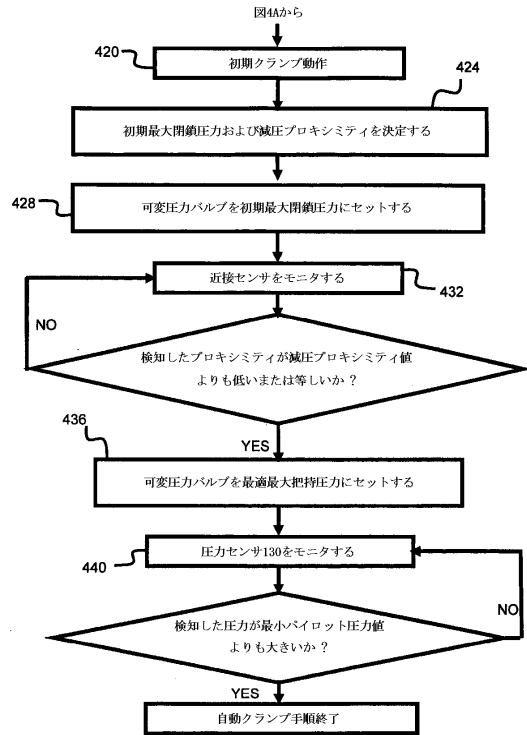 図4Aから
420
初期クランプ動作
424
初期最大閉鎖圧力および減圧プロキシミティを決定する
428
可変圧力バルブを初期最大閉鎖圧力にセットする
近接センサをモニタする
432
NO
検知したプロキシミティが減圧プロキシミティ値
よりも低いまたは等しいか？
YES
436
可変圧力バルブを最適最大把持圧力にセットする
圧力センサ130をモニタする
440
NO
検知した圧力が最小パイロット圧力値
よりも大きいか？
YES
自動クランプ手順終了